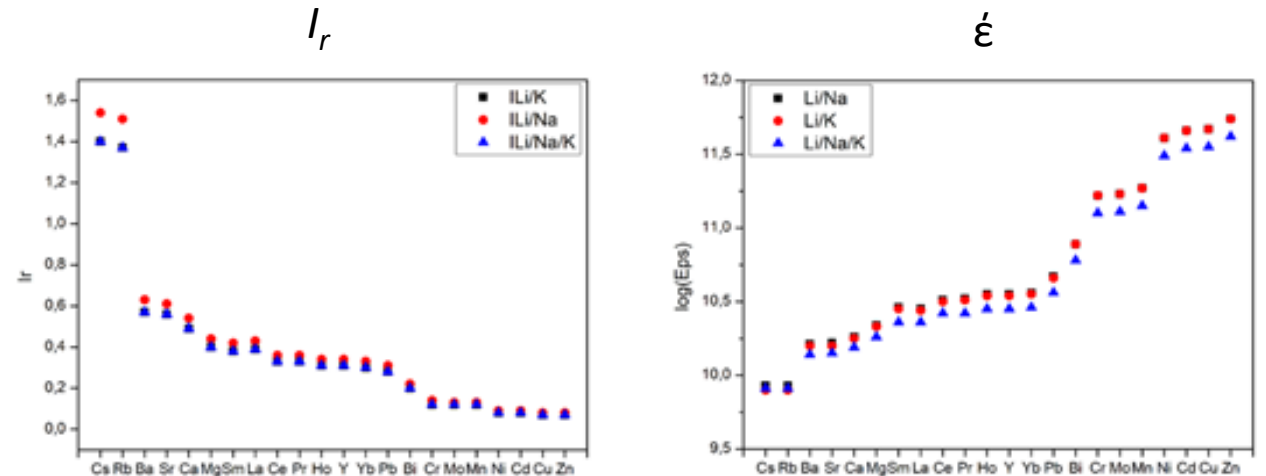 I_r
έ
1,6
1,4
1,2
1,0
0,8
0,6
0,4
0,2
0,0
Ir
ILi/K
ILi/Na
ILi/Na/K
Cs Rb Ba Sr Ca Mg Sm La Ce Pr Ho Y Yb Pb Bi Cr Mo Mn Ni Cd Cu Zn
12,0
11,5
11,0
10,5
10,0
9,5
log(Eps)
Li/Na
Li/K
Li/Na/K
Cs Rb Ba Sr Ca Mg Sm La Ce Pr Ho Y Yb Pb Bi Cr Mo Mn Ni Cd Cu Zn